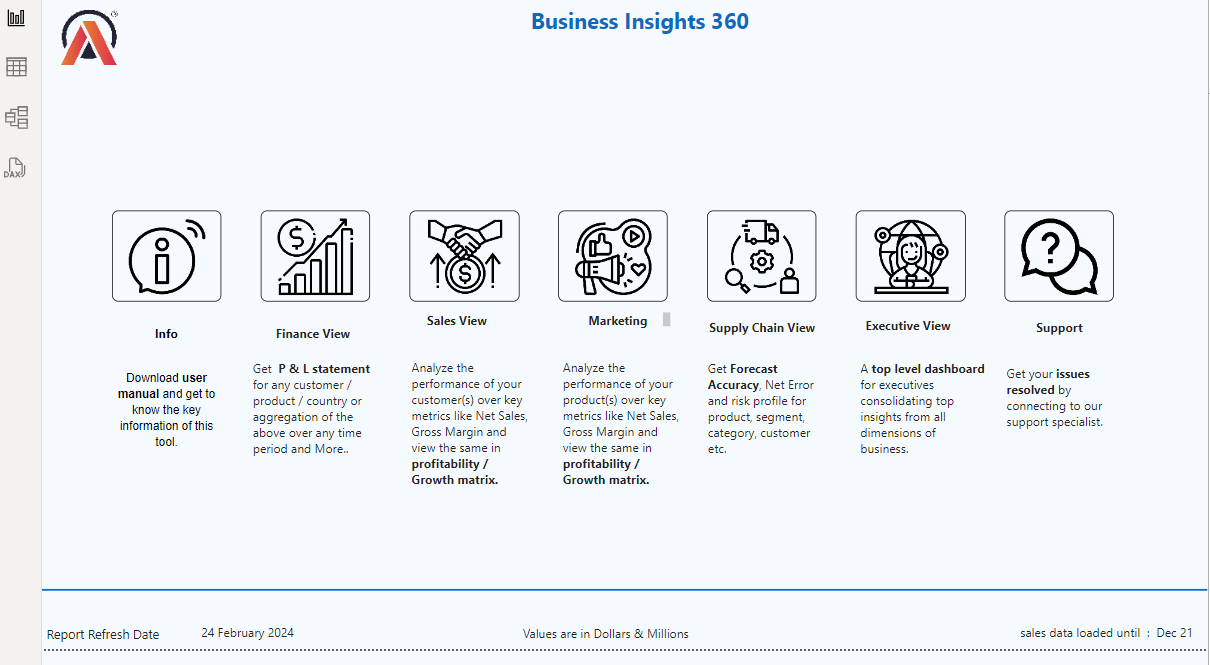 Business Insights 360
DAX
Info
Download user
manual and get to
know the key
information of this
tool.
Finance View
Get P & L statement
for any customer /
product / country or
aggregation of the
above over any time
period and More..
Sales View
Analyze the
performance of your
customer(s) over key
metrics like Net Sales,
Gross Margin and
view the same in
profitability /
Growth matrix.
Marketing
Analyze the
performance of your
product(s) over key
metrics like Net Sales,
Gross Margin and
view the same in
profitability /
Growth matrix.
Supply Chain View
Get Forecast
Accuracy, Net Error
and risk profile for
product, segment,
category, customer
etc.
Executive View
A top level dashboard
for executives
consolidating top
insights from all
dimensions of
business.
Support
Get your issues
resolved by
connecting to our
support specialist.
Report Refresh Date 24 February 2024 Values are in Dollars & Millions sales data loaded until : Dec 21